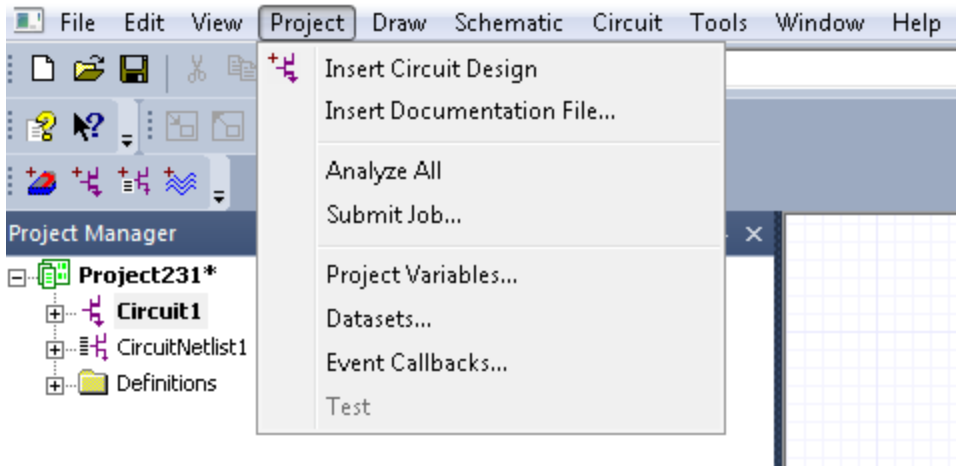 File Edit View Project Draw Schematic Circuit Tools Window Help
Insert Circuit Design
Insert Documentation File...
Analyze All
Submit Job...
Project Manager
Project Variables...
Project231*
Datasets...
Circuit1
Event Callbacks...
CircuitNetlist1
Definitions
Test